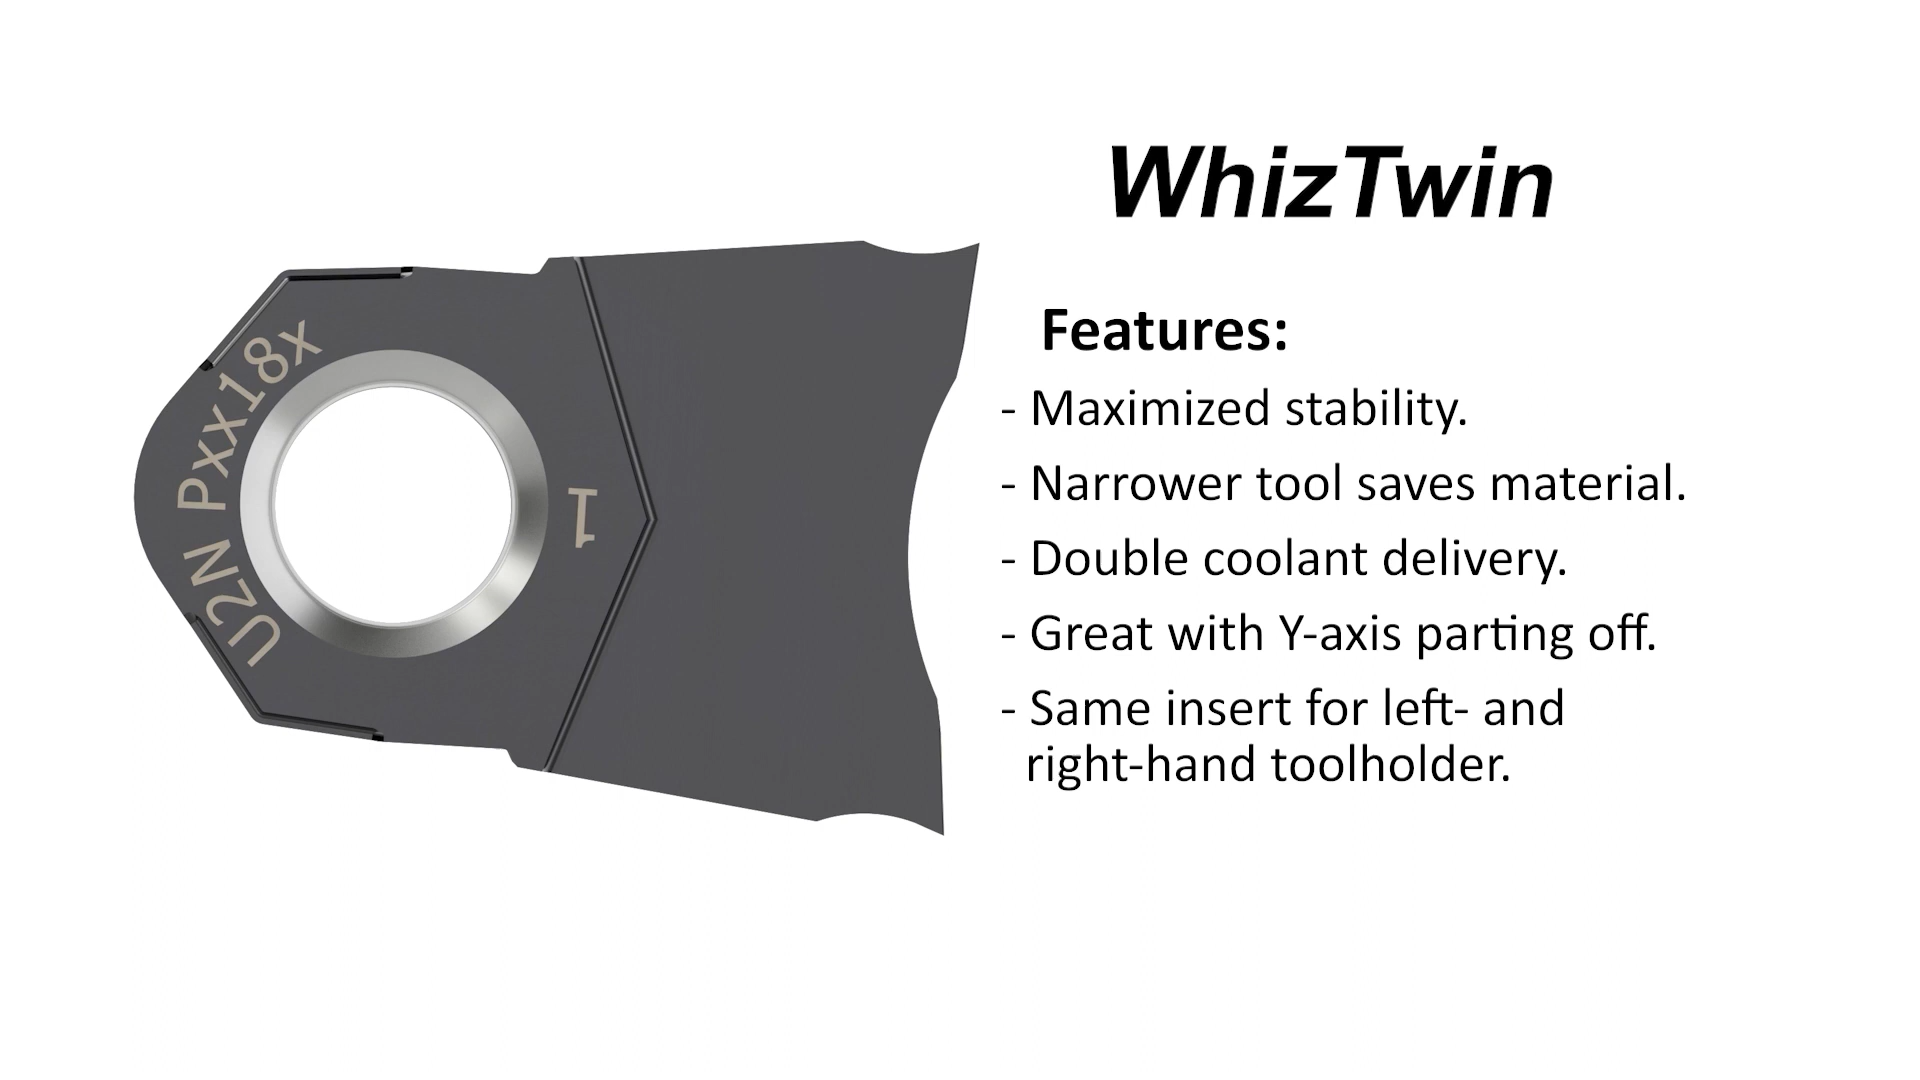 WhizTwin
U2N Pxx18x
1
Features:
- Maximized stability.
- Narrower tool saves material.
- Double coolant delivery.
- Great with Y-axis parting off.
- Same insert for left- and
right-hand toolholder.